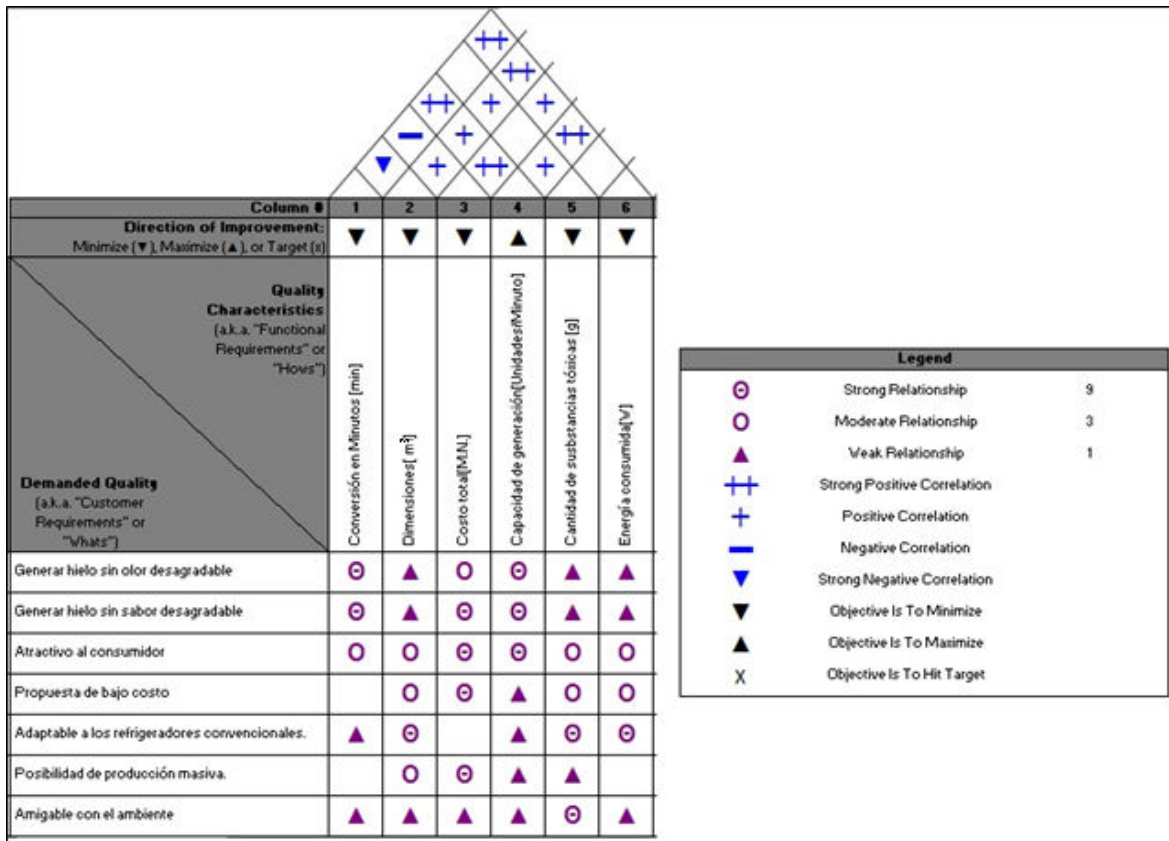 Column # 1 2 3 4 5 6
Direction of Improvement:
Minimize (▼), Maximize (▲), or Target (x)
▼ ▼ ▼ ▲ ▼ ▼
Quality
Characteristics
(a.k.a. "Functional
Requirements" or
"Hows")
Demanded Quality
(a.k.a. "Customer
Requirements" or
"Whats")
Conversión en Minutos [min]
Dimensiones[ m³]
Costo total[M.N.]
Capacidad de generación[Unidades/Minuto]
Cantidad de susbstancias tóxicas [g]
Energía consumida[W]
Generar hielo sin olor desagradable
Generar hielo sin sabor desagradable
Atractivo al consumidor
Propuesta de bajo costo
Adaptable a los refrigeradores convencionales.
Posibilidad de producción masiva.
Amigable con el ambiente
Legend
Strong Relationship 9
Moderate Relationship 3
Weak Relationship 1
Strong Positive Correlation
Positive Correlation
Negative Correlation
Strong Negative Correlation
Objective Is To Minimize
Objective Is To Maximize
X Objective Is To Hit Target